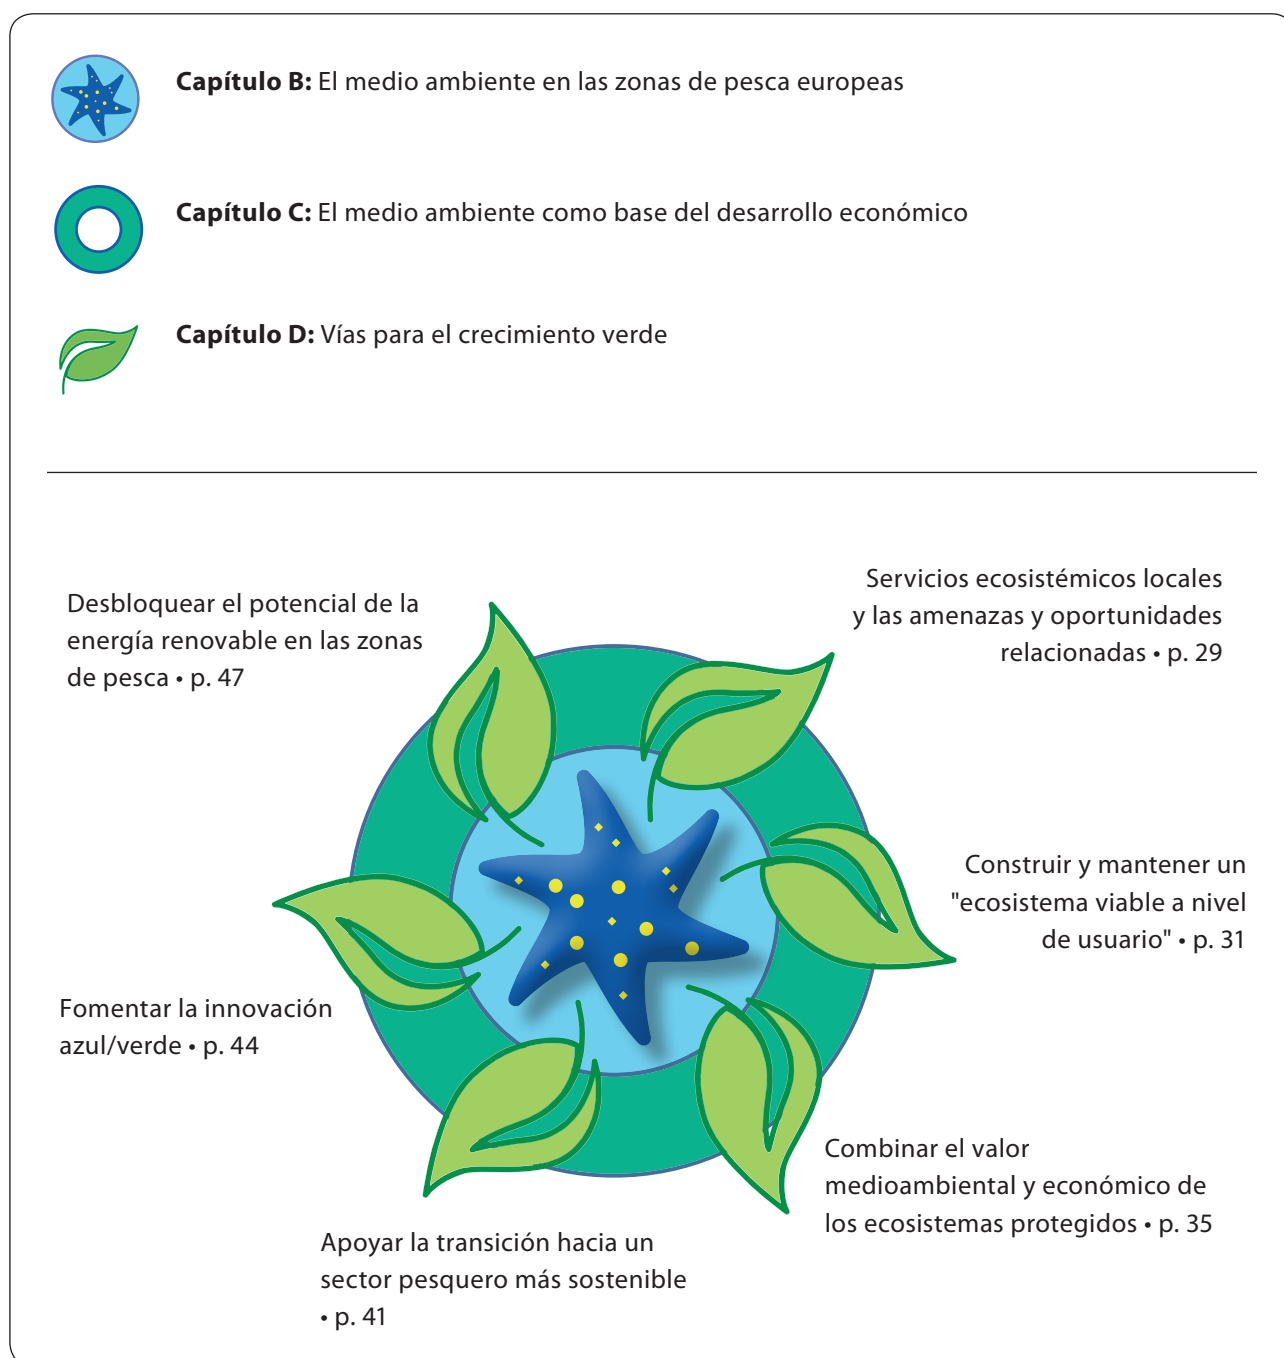 Capítulo B: El medio ambiente en las zonas de pesca europeas
Capítulo C: El medio ambiente como base del desarrollo económico
Capítulo D: Vías para el crecimiento verde
Desbloquear el potencial de la
energía renovable en las zonas
de pesca • p. 47
Servicios ecosistémicos locales
y las amenazas y oportunidades
relacionadas • p. 29
Construir y mantener un
"ecosistema viable a nivel
de usuario" • p. 31
Fomentar la innovación
azul/verde • p. 44
Combinar el valor
medioambiental y económico de
los ecosistemas protegidos • p. 35
Apoyar la transición hacia un
sector pesquero más sostenible
• p. 41